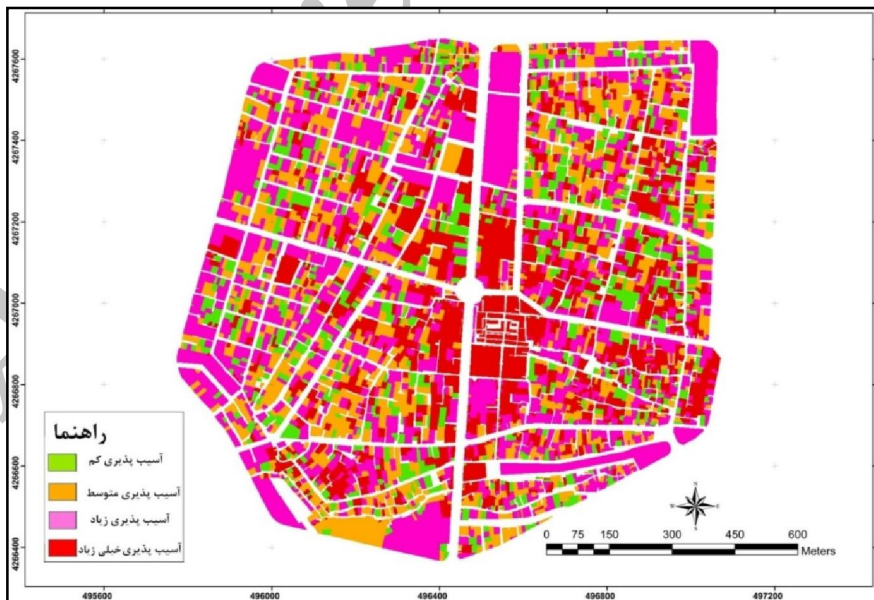 4267600
4267400
4267200
4267000
4266800
4266600
4266400
راهنما
آسیب پذیری کم
آسیب پذیری متوسط
آسیب پذیری زیاد
آسیب پذیری خیلی زیاد
N
W E
S
0 75 150 300 450 600
Meters
495600 496000 496400 496800 497200